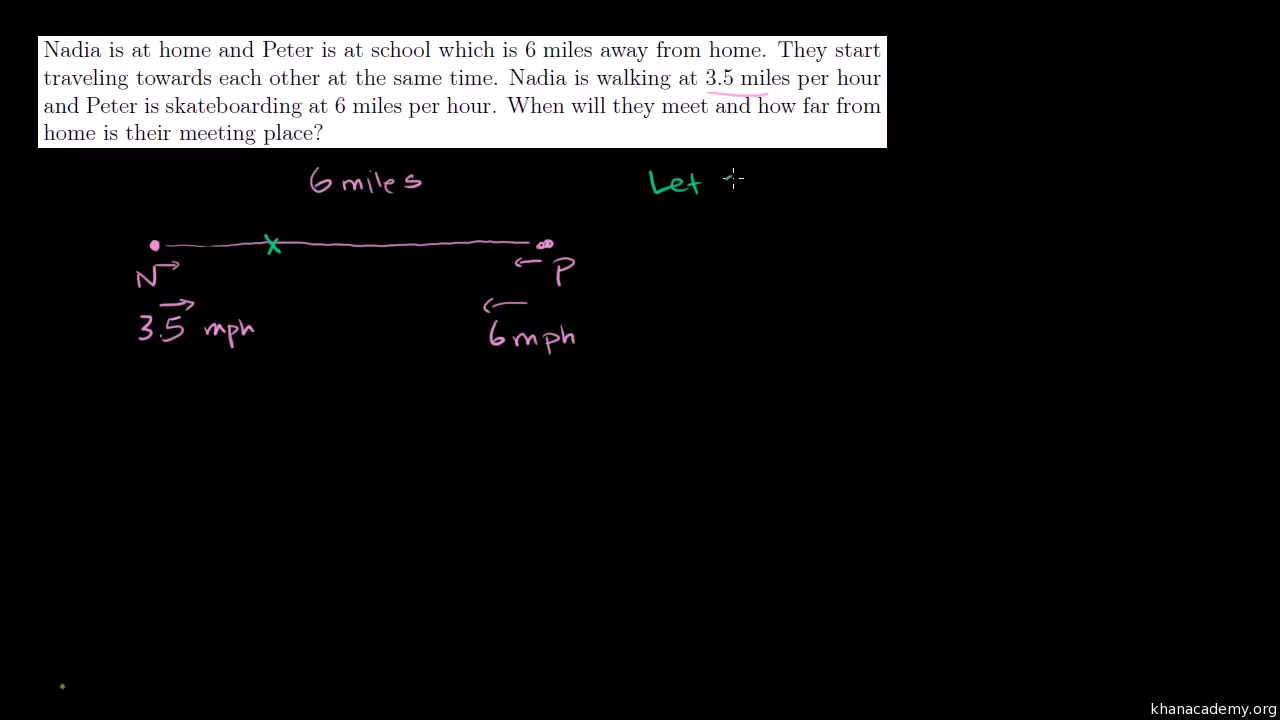 Nadia is at home and Peter is at school which is 6 miles away from home. They start
traveling towards each other at the same time. Nadia is walking at 3.5 miles per hour
and Peter is skateboarding at 6 miles per hour. When will they meet and how far from
home is their meeting place?
6 miles Let
x
N P
3.5 mph 6 mph
khanacademy.org